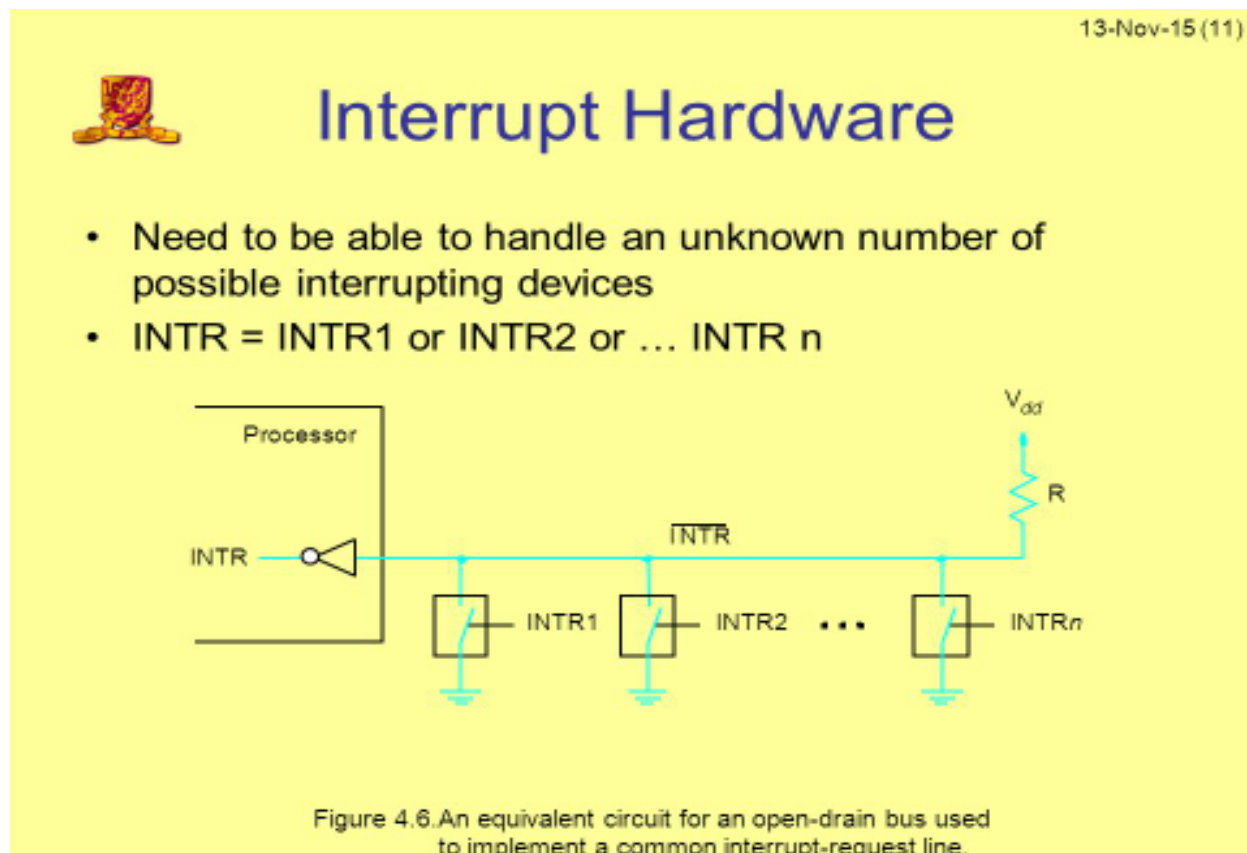 13-Nov-15 (11)
Interrupt Hardware
• Need to be able to handle an unknown number of
possible interrupting devices
• INTR = INTR1 or INTR2 or … INTR n
V_dd
Processor
R
I̅N̅T̅R̅
INTR
INTR1
INTR2
...
INTRn
Figure 4.6.An equivalent circuit for an open-drain bus used
to implement a common interrupt-request line.